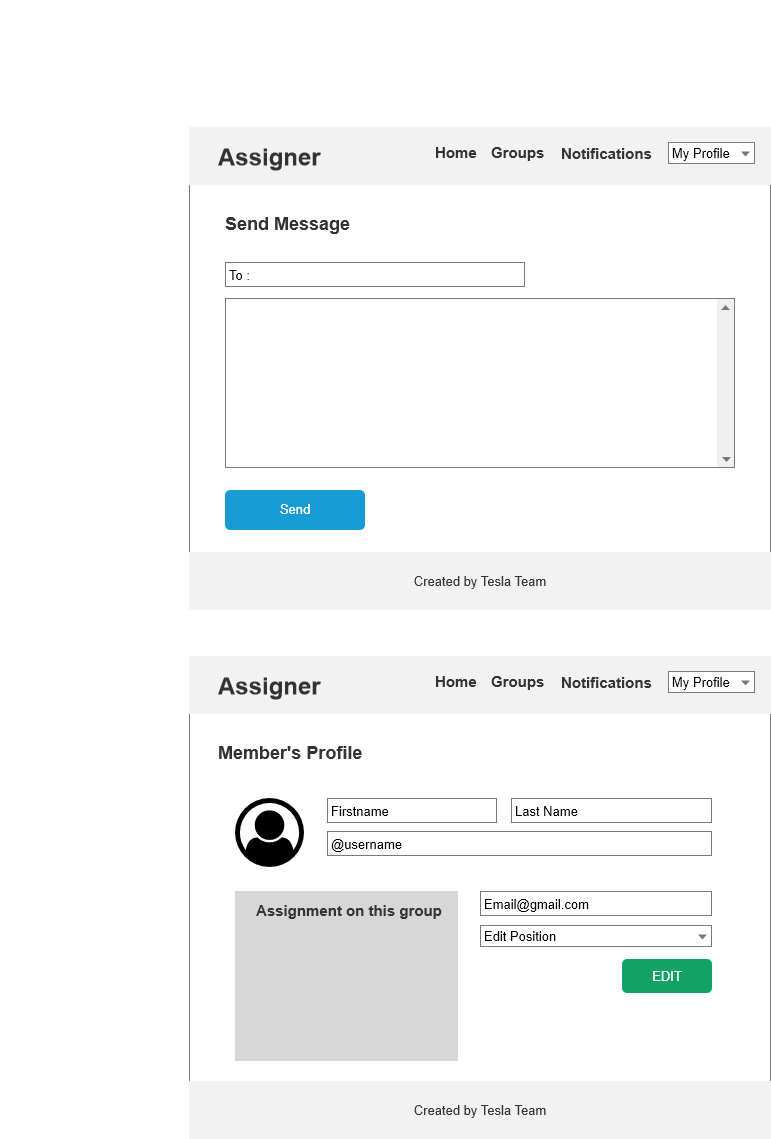 Assigner Home Groups Notifications My Profile
Send Message
To :
Send
Created by Tesla Team
Assigner Home Groups Notifications My Profile
Member's Profile
Firstname Last Name
@username
Assignment on this group Email@gmail.com
Edit Position
EDIT
Created by Tesla Team